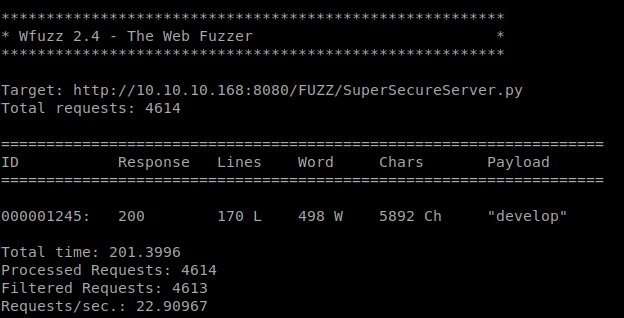 ********************************************************
* Wfuzz 2.4 - The Web Fuzzer                           *
********************************************************
Target: http://10.10.10.168:8080/FUZZ/SuperSecureServer.py
Total requests: 4614
===================================================================
ID           Response   Lines    Word     Chars       Payload
===================================================================
000001245:   200        170 L    498 W    5892 Ch     "develop"
Total time: 201.3996
Processed Requests: 4614
Filtered Requests: 4613
Requests/sec.: 22.90967